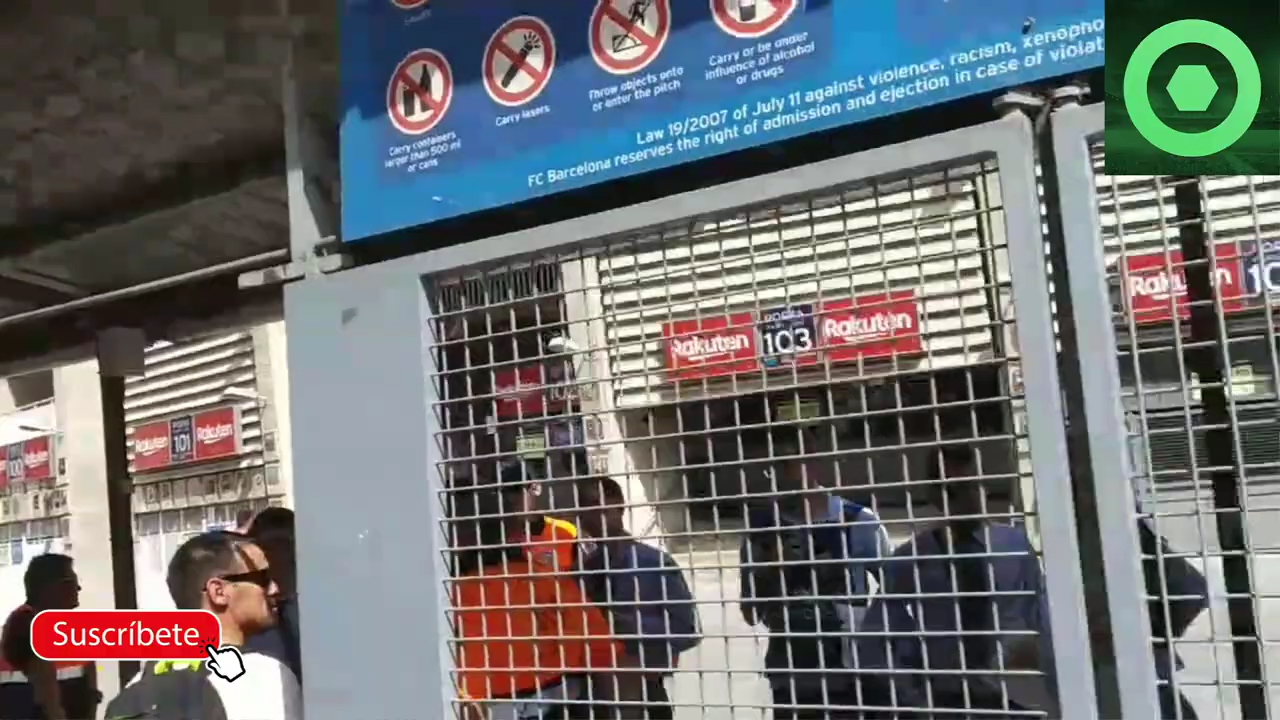 Carry containers
larger than 500 ml
or cans
Carry lasers
Throw objects onto
or enter the pitch
Carry or be under
influence of alcohol
or drugs
Law 19/2007 of July 11 against violence, racism, xenopho
FC Barcelona reserves the right of admission and ejection in case of violat
Rakuten 103 Rakuten
Rakuten 10
Rakuten 101 Rakuten
100 Rakuten
Suscríbete